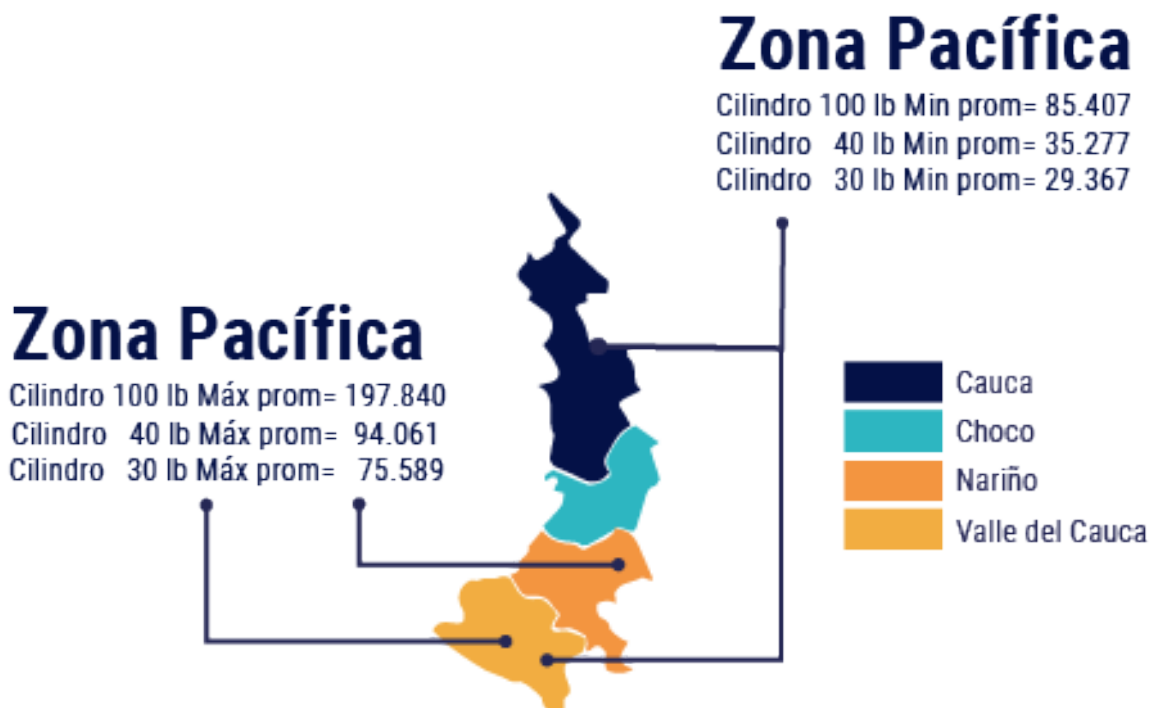 Zona Pacífica
Cilindro 100 lb Min prom= 85.407
Cilindro 40 lb Min prom= 35.277
Cilindro 30 lb Min prom= 29.367
Zona Pacífica
Cilindro 100 lb Máx prom= 197.840
Cilindro 40 lb Máx prom= 94.061
Cilindro 30 lb Máx prom= 75.589
Cauca
Choco
Nariño
Valle del Cauca